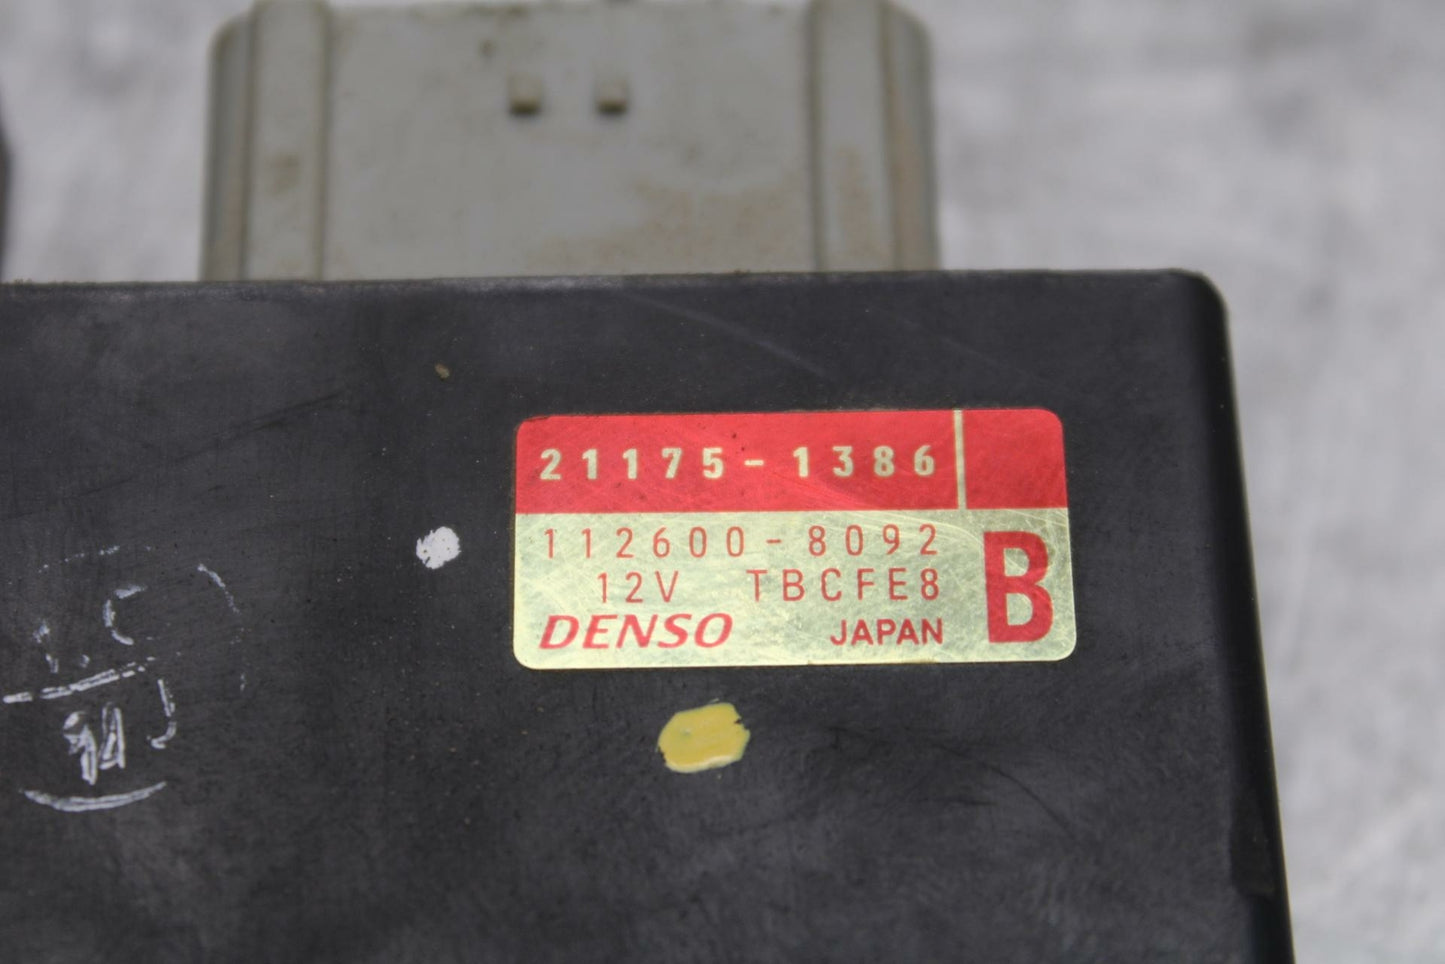 21175-1386
112600-8092
12V TBCFE8
DENSO JAPAN
B